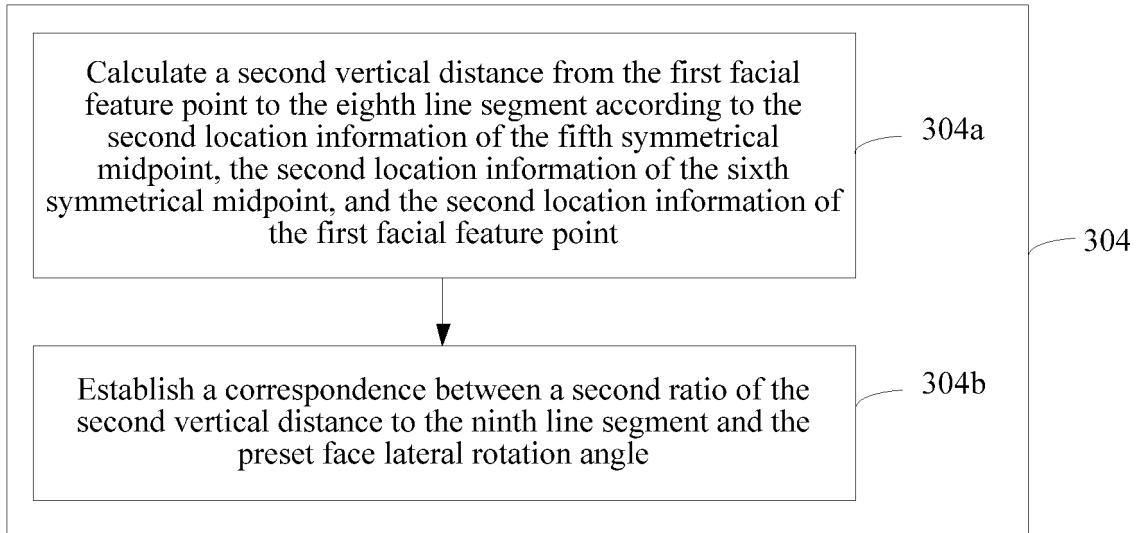 Calculate a second vertical distance from the first facial
feature point to the eighth line segment according to the
second location information of the fifth symmetrical
midpoint, the second location information of the sixth
symmetrical midpoint, and the second location information of
the first facial feature point
304a
304
Establish a correspondence between a second ratio of the
second vertical distance to the ninth line segment and the
preset face lateral rotation angle
304b